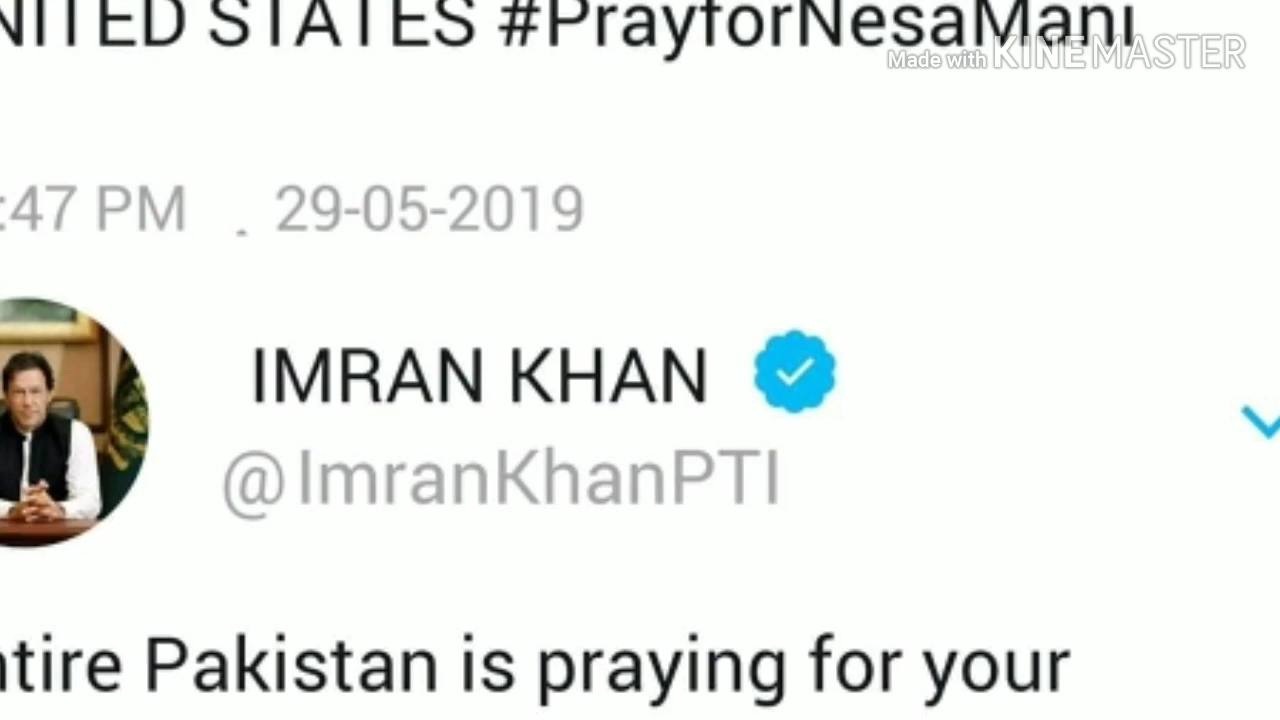 NITED STATES #PrayforNesaMani
Made with KINEMASTER
:47 PM . 29-05-2019
IMRAN KHAN
@ImranKhanPTI
ntire Pakistan is praying for your